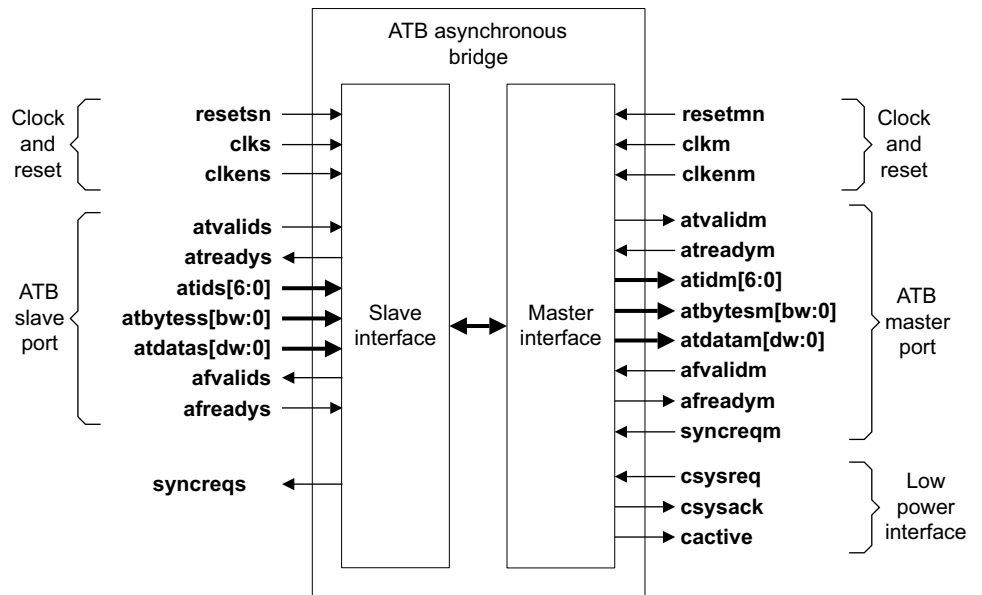 ATB asynchronous
bridge
Clock
and
reset
resetsn
clks
clkens
ATB
slave
port
atvalids
atreadys
atids[6:0]
atbytess[bw:0]
atdatas[dw:0]
afvalids
afreadys
syncreqs
Slave
interface
Master
interface
resetmn
clkm
clkenm
Clock
and
reset
atvalidm
atreadym
atidm[6:0]
atbytesm[bw:0]
atdatam[dw:0]
afvalidm
afreadym
syncreqm
ATB
master
port
csysreq
csysack
cactive
Low
power
interface